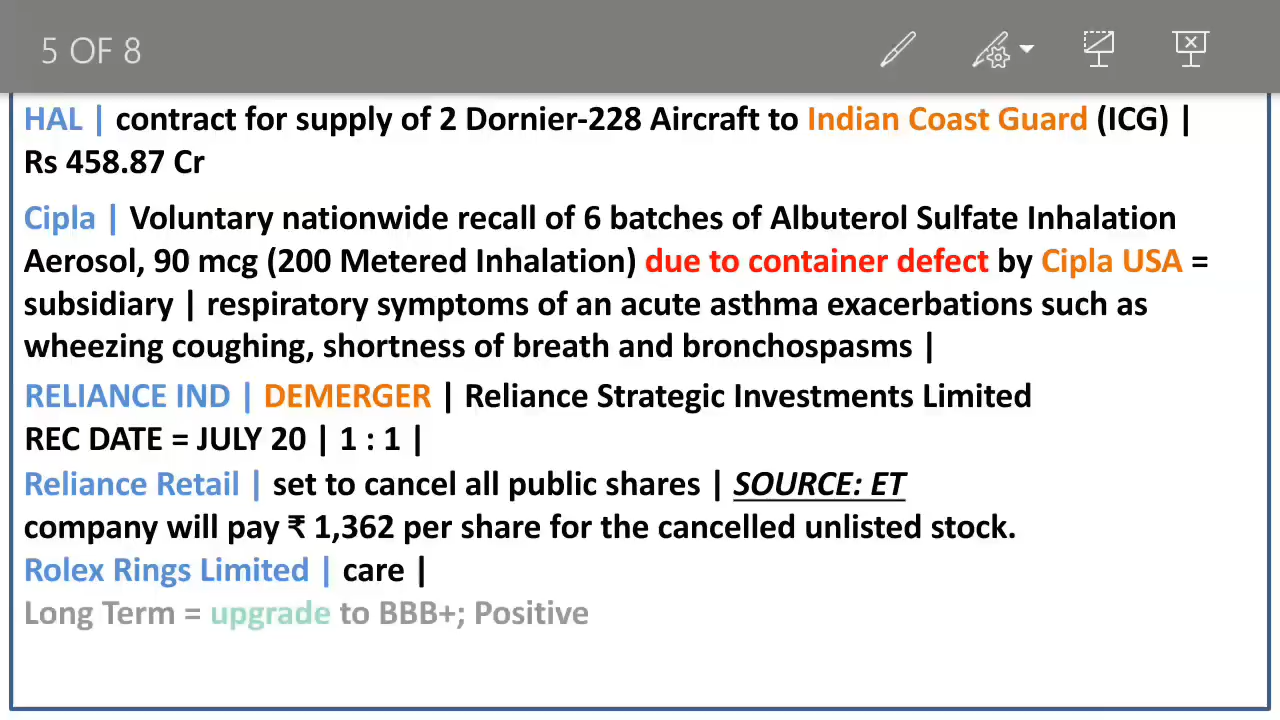 5 OF 8
HAL | contract for supply of 2 Dornier-228 Aircraft to Indian Coast Guard (ICG) |
Rs 458.87 Cr
Cipla | Voluntary nationwide recall of 6 batches of Albuterol Sulfate Inhalation
Aerosol, 90 mcg (200 Metered Inhalation) due to container defect by Cipla USA =
subsidiary | respiratory symptoms of an acute asthma exacerbations such as
wheezing coughing, shortness of breath and bronchospasms |
RELIANCE IND | DEMERGER | Reliance Strategic Investments Limited
REC DATE = JULY 20 | 1 : 1 |
Reliance Retail | set to cancel all public shares | SOURCE: ET
company will pay ₹ 1,362 per share for the cancelled unlisted stock.
Rolex Rings Limited | care |
Long Term = upgrade to BBB+; Positive